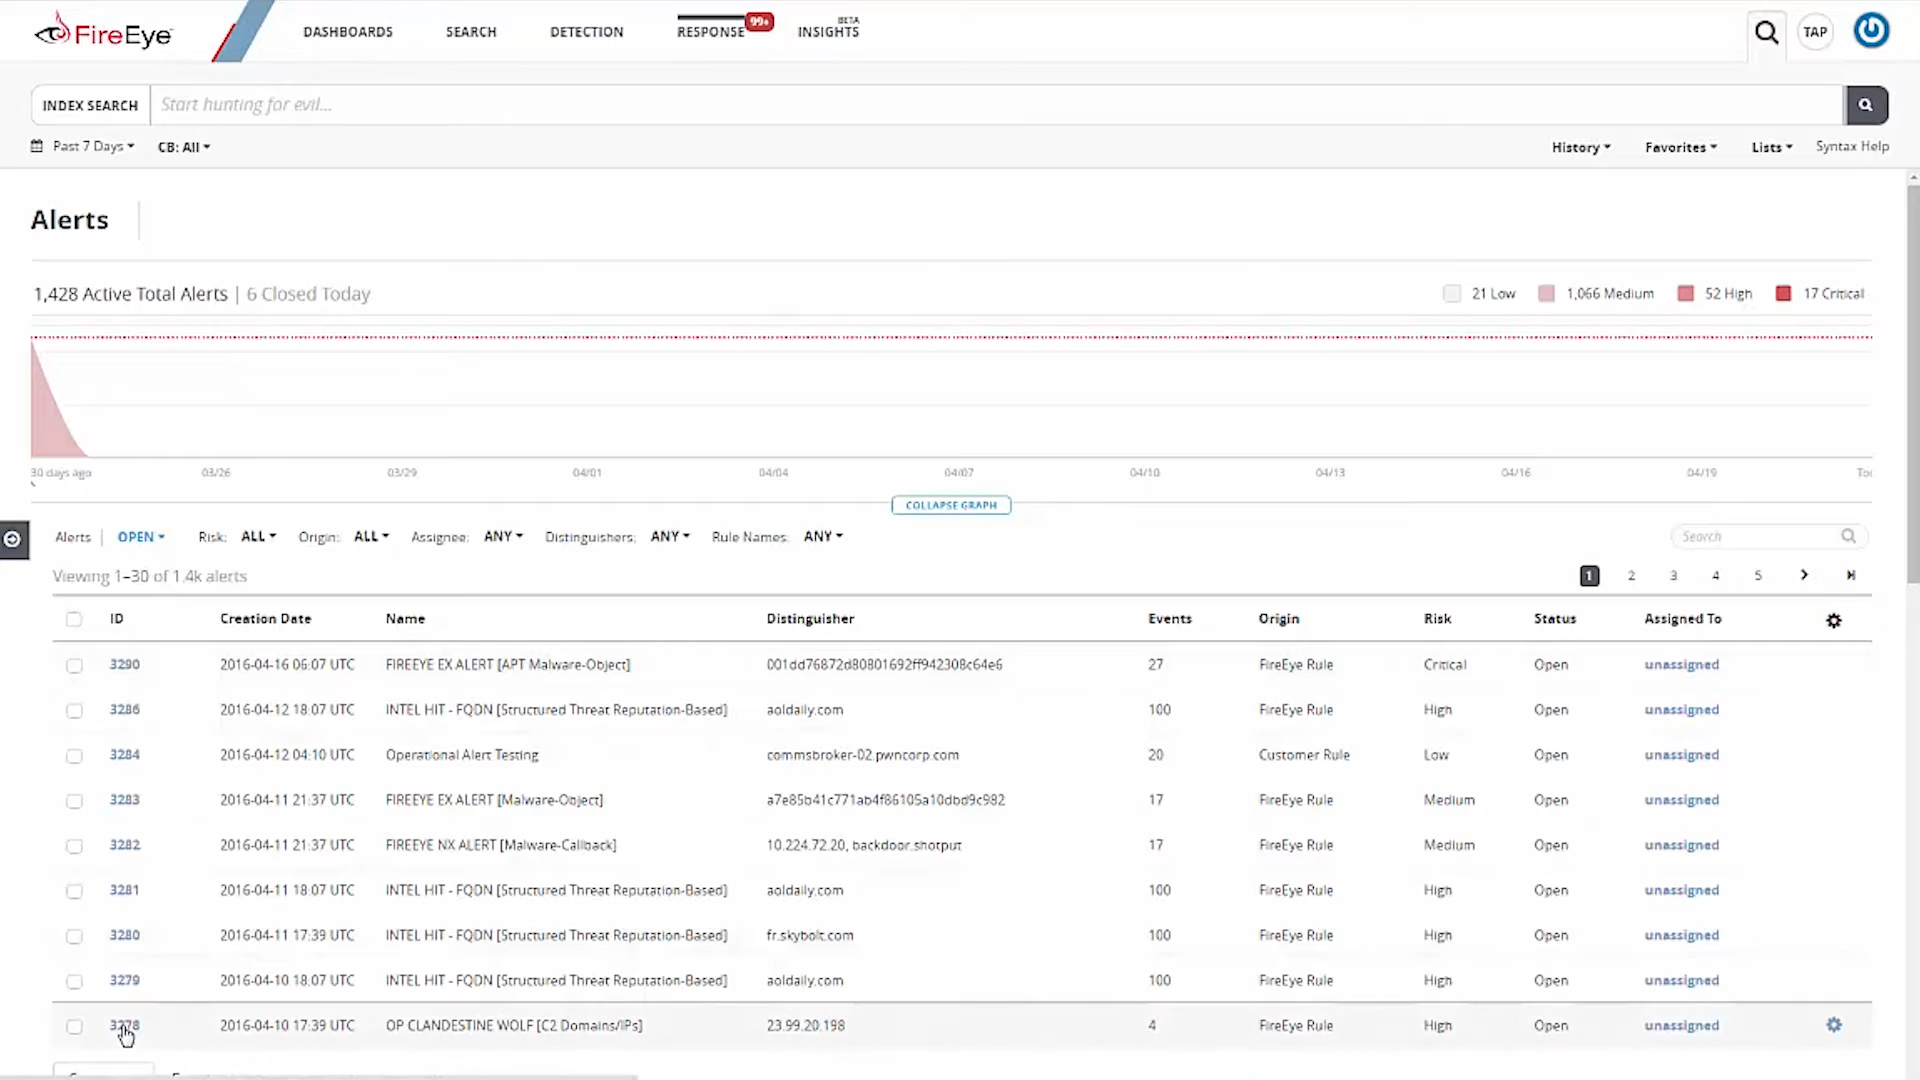 FireEye
DASHBOARDS SEARCH DETECTION RESPONSE 99+ INSIGHTS BETA TAP
INDEX SEARCH Start hunting for evil...
Past 7 Days CB: All History Favorites Lists Syntax Help
Alerts
1,428 Active Total Alerts | 6 Closed Today 21 Low 1,066 Medium 52 High 17 Critical
30 days ago 03/26 03/29 04/01 04/04 04/07 04/10 04/13 04/16 04/19
COLLAPSE GRAPH
Alerts OPEN Risk: ALL Origin: ALL Assignee: ANY Distinguishers: ANY Rule Names: ANY Search
Viewing 1–30 of 1.4k alerts 1 2 3 4 5
ID Creation Date Name Distinguisher Events Origin Risk Status Assigned To
3290 2016-04-16 06:07 UTC FIREEYE EX ALERT [APT Malware-Object] 001dd76872d80801692ff942308c64e6 27 FireEye Rule Critical Open unassigned
3286 2016-04-12 18:07 UTC INTEL HIT - FQDN [Structured Threat Reputation-Based] aoldaily.com 100 FireEye Rule High Open unassigned
3284 2016-04-12 04:10 UTC Operational Alert Testing commsbroker-02.pwncorp.com 20 Customer Rule Low Open unassigned
3283 2016-04-11 21:37 UTC FIREEYE EX ALERT [Malware-Object] a7e85b41c771ab4f86105a10dbd9c982 17 FireEye Rule Medium Open unassigned
3282 2016-04-11 21:37 UTC FIREEYE NX ALERT [Malware-Callback] 10.224.72.20, backdoor.shotput 17 FireEye Rule Medium Open unassigned
3281 2016-04-11 18:07 UTC INTEL HIT - FQDN [Structured Threat Reputation-Based] aoldaily.com 100 FireEye Rule High Open unassigned
3280 2016-04-11 17:39 UTC INTEL HIT - FQDN [Structured Threat Reputation-Based] fr.skybolt.com 100 FireEye Rule High Open unassigned
3279 2016-04-10 18:07 UTC INTEL HIT - FQDN [Structured Threat Reputation-Based] aoldaily.com 100 FireEye Rule High Open unassigned
3278 2016-04-10 17:39 UTC OP CLANDESTINE WOLF [C2 Domains/IPs] 23.99.20.198 4 FireEye Rule High Open unassigned